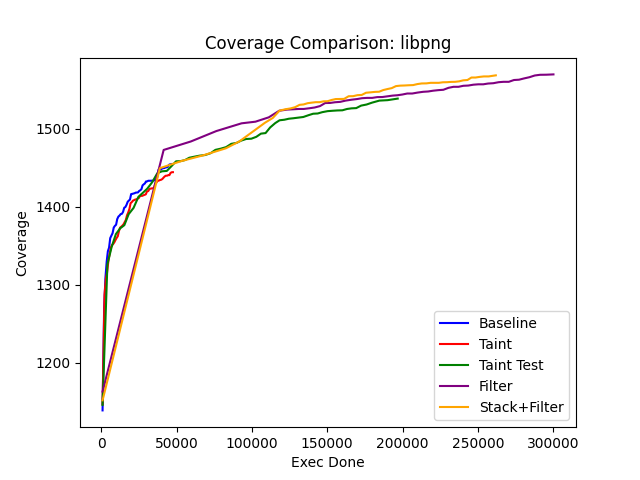 Coverage Comparison: libpng
Coverage
1500
1400
1300
1200
0
50000
100000
150000
200000
250000
300000
Exec Done
Baseline
Taint
Taint Test
Filter
Stack+Filter